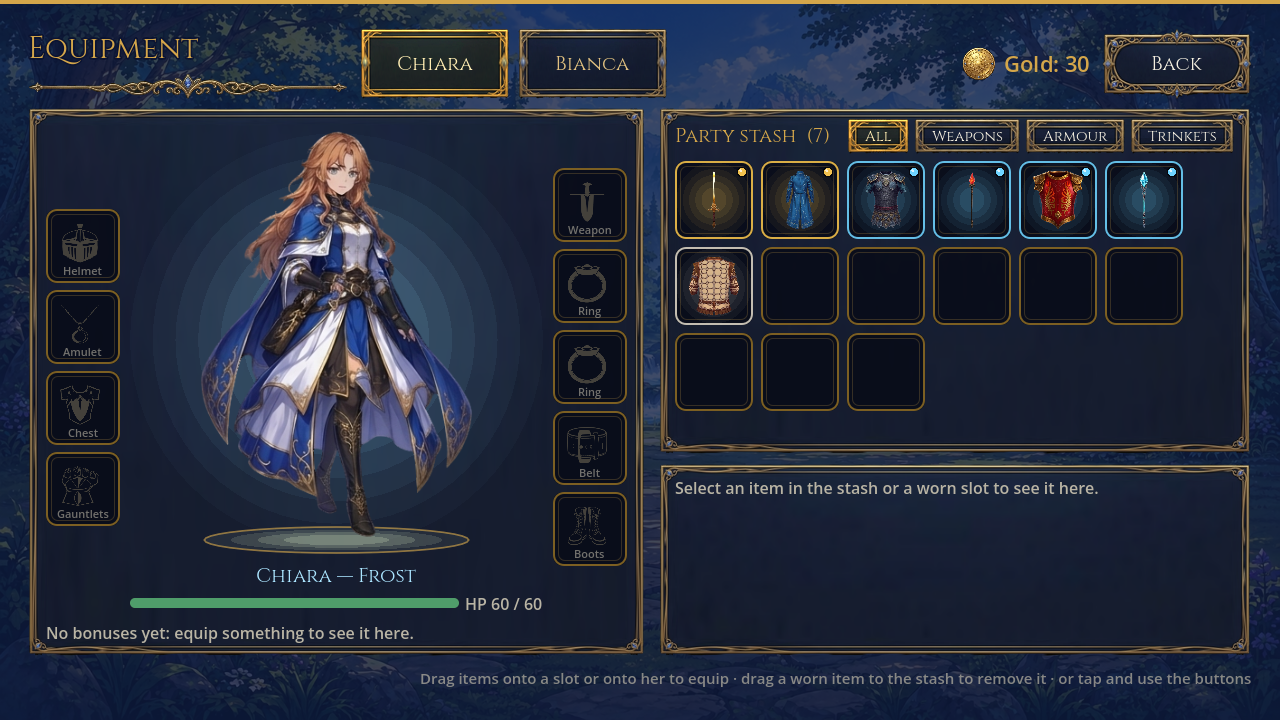 Equipment
Chiara
Bianca
Gold: 30
Back
Party stash (7)
All
Weapons
Armour
Trinkets
Helmet
Amulet
Chest
Gauntlets
Weapon
Ring
Ring
Belt
Boots
Chiara — Frost
HP 60 / 60
No bonuses yet: equip something to see it here.
Select an item in the stash or a worn slot to see it here.
Drag items onto a slot or onto her to equip · drag a worn item to the stash to remove it · or tap and use the buttons